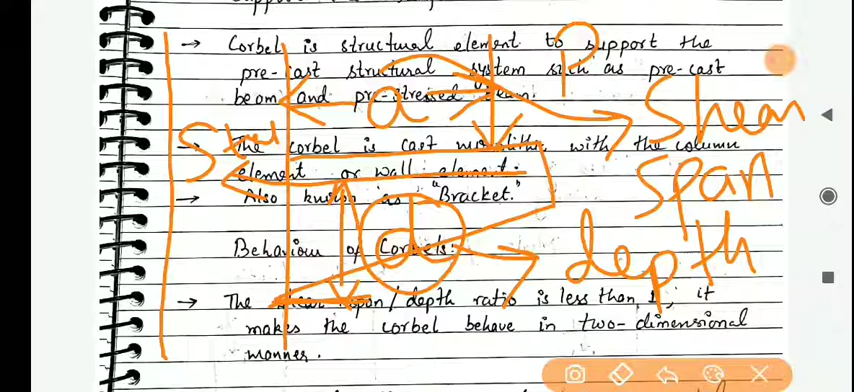 → Corbel is structural element to support the
pre-cast structural system such as pre-cast
beam and pre-stressed beam.
→ The corbel is cast monolithic with the column
element or wall element.
→ Also known as "Bracket."
Behaviour of Corbels:
→ The shear span/depth ratio is less than 1, it
makes the corbel behave in two-dimensional
manner.
P
a
Shear
span
Steel
d
depth